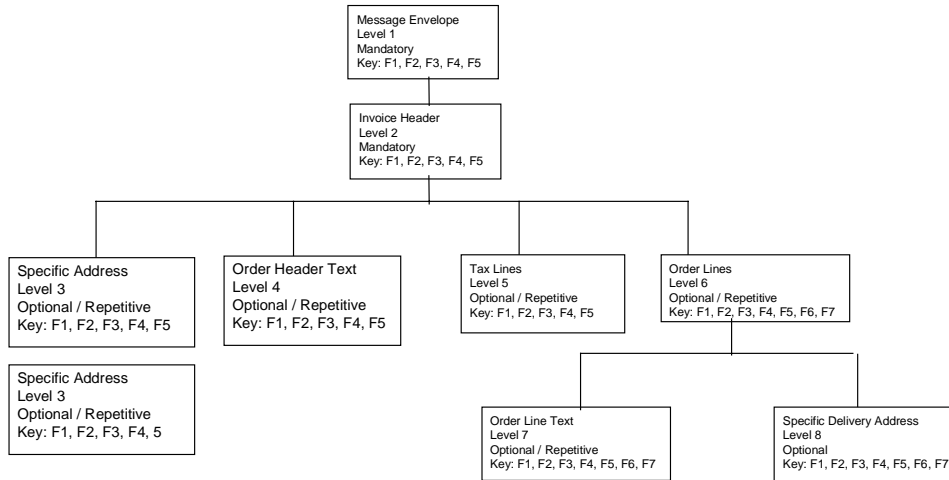 Message Envelope
Level 1
Mandatory
Key: F1, F2, F3, F4, F5
Invoice Header
Level 2
Mandatory
Key: F1, F2, F3, F4, F5
Specific Address
Level 3
Optional / Repetitive
Key: F1, F2, F3, F4, F5
Order Header Text
Level 4
Optional / Repetitive
Key: F1, F2, F3, F4, F5
Tax Lines
Level 5
Optional / Repetitive
Key: F1, F2, F3, F4, F5
Order Lines
Level 6
Optional / Repetitive
Key: F1, F2, F3, F4, F5, F6, F7
Specific Address
Level 3
Optional / Repetitive
Key: F1, F2, F3, F4, 5
Order Line Text
Level 7
Optional / Repetitive
Key: F1, F2, F3, F4, F5, F6, F7
Specific Delivery Address
Level 8
Optional
Key: F1, F2, F3, F4, F5, F6, F7